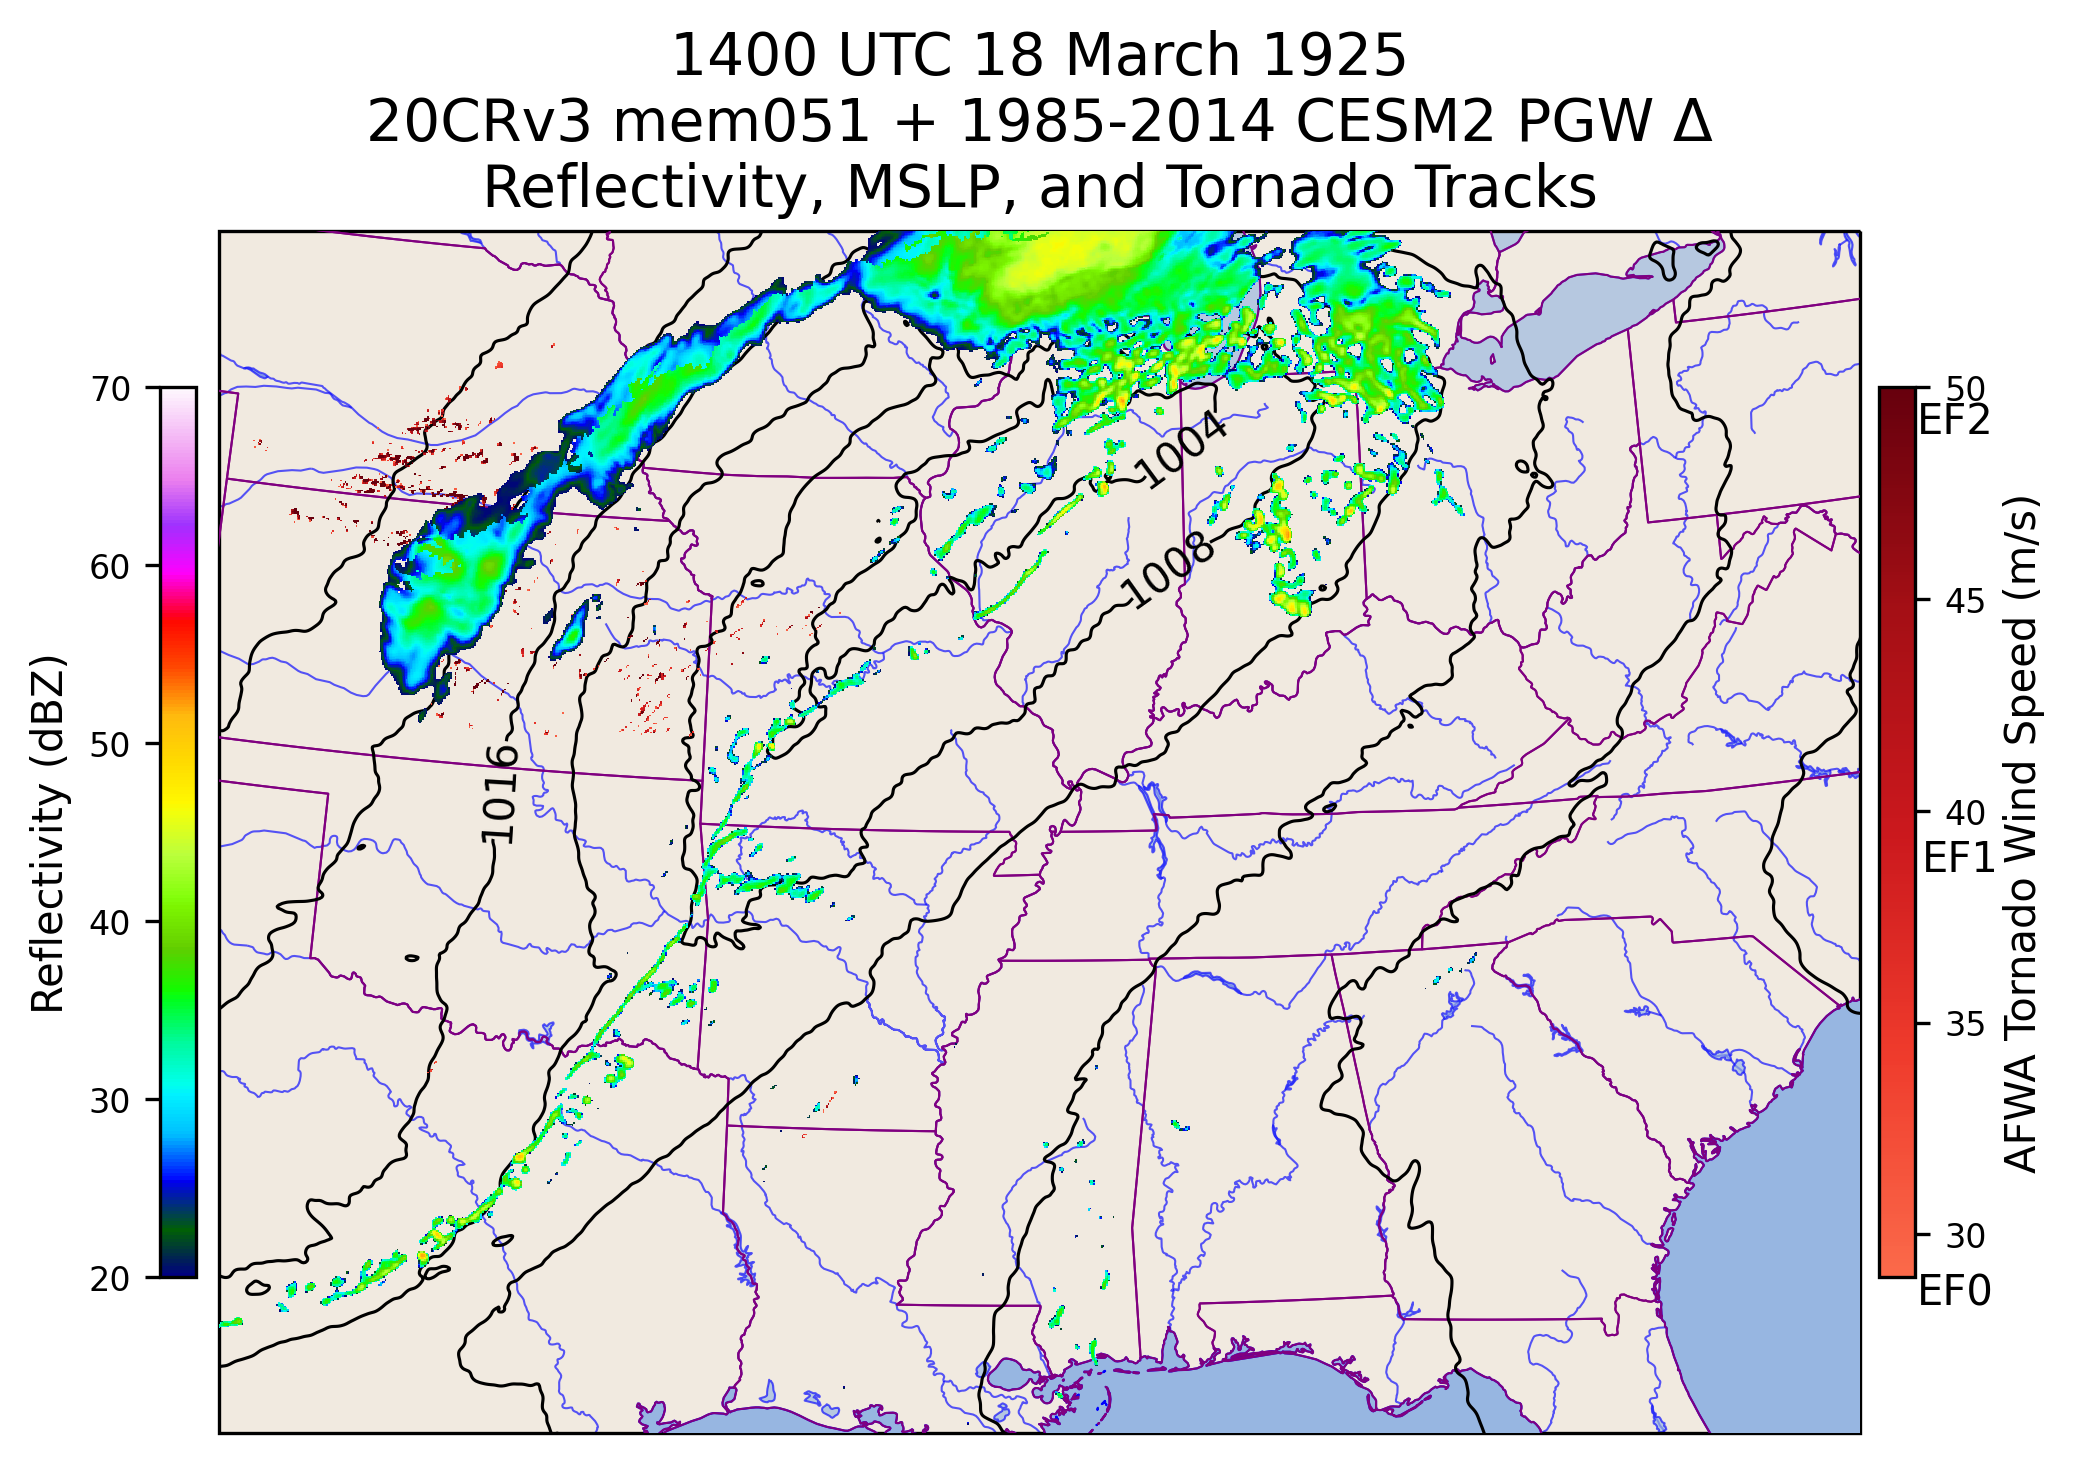 1400 UTC 18 March 1925
20CRv3 mem051 + 1985-2014 CESM2 PGW Δ
Reflectivity, MSLP, and Tornado Tracks
Reflectivity (dBZ)
70
60
50
40
30
20
1004
1008
1016
50
EF2
45
40
EF1
35
30
EF0
AFWA Tornado Wind Speed (m/s)